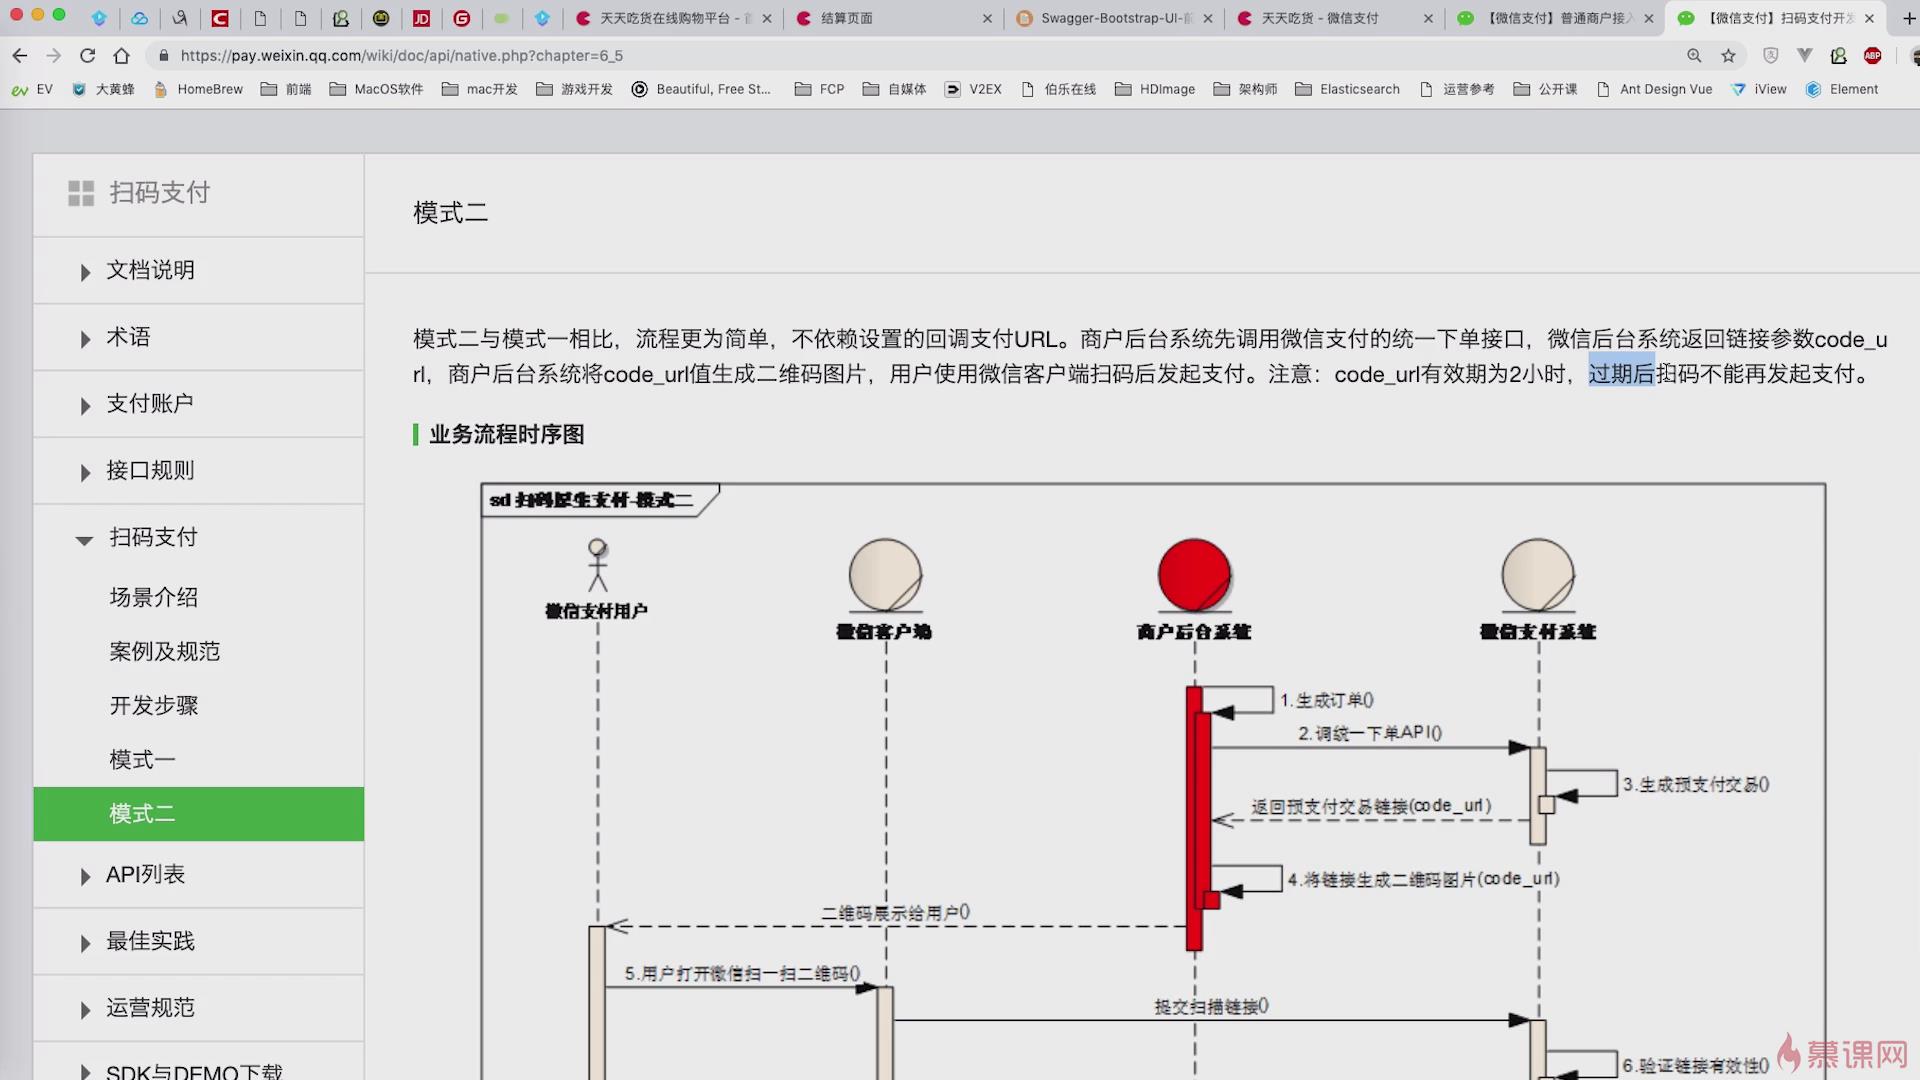 天天吃货在线购物平台 - 首
结算页面
Swagger-Bootstrap-UI-前
天天吃货 - 微信支付
【微信支付】普通商户接入
【微信支付】扫码支付开发
https://pay.weixin.qq.com/wiki/doc/api/native.php?chapter=6_5
EV
大黄蜂
HomeBrew
前端
MacOS软件
mac开发
游戏开发
Beautiful, Free St...
FCP
自媒体
V2EX
伯乐在线
HDImage
架构师
Elasticsearch
运营参考
公开课
Ant Design Vue
iView
Element
扫码支付
文档说明
术语
支付账户
接口规则
扫码支付
场景介绍
案例及规范
开发步骤
模式一
模式二
API列表
最佳实践
运营规范
SDK与DEMO下载
模式二
模式二与模式一相比，流程更为简单，不依赖设置的回调支付URL。商户后台系统先调用微信支付的统一下单接口，微信后台系统返回链接参数code_u
rl，商户后台系统将code_url值生成二维码图片，用户使用微信客户端扫码后发起支付。注意：code_url有效期为2小时，过期后扫码不能再发起支付。
业务流程时序图
sd 扫码原生支付-模式二
微信支付用户
微信客户端
商户后台系统
微信支付系统
1.生成订单()
2.调统一下单API()
3.生成预支付交易()
返回预支付交易链接(code_url)
4.将链接生成二维码图片(code_url)
二维码展示给用户()
5.用户打开微信扫一扫二维码()
提交扫描链接()
6.验证链接有效性()
慕课网